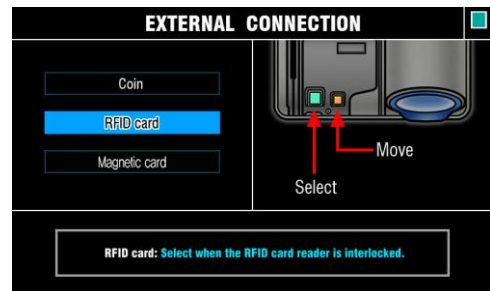 EXTERNAL CONNECTION
Coin
RFID card
Magnetic card
Move
Select
RFID card: Select when the RFID card reader is interlocked.